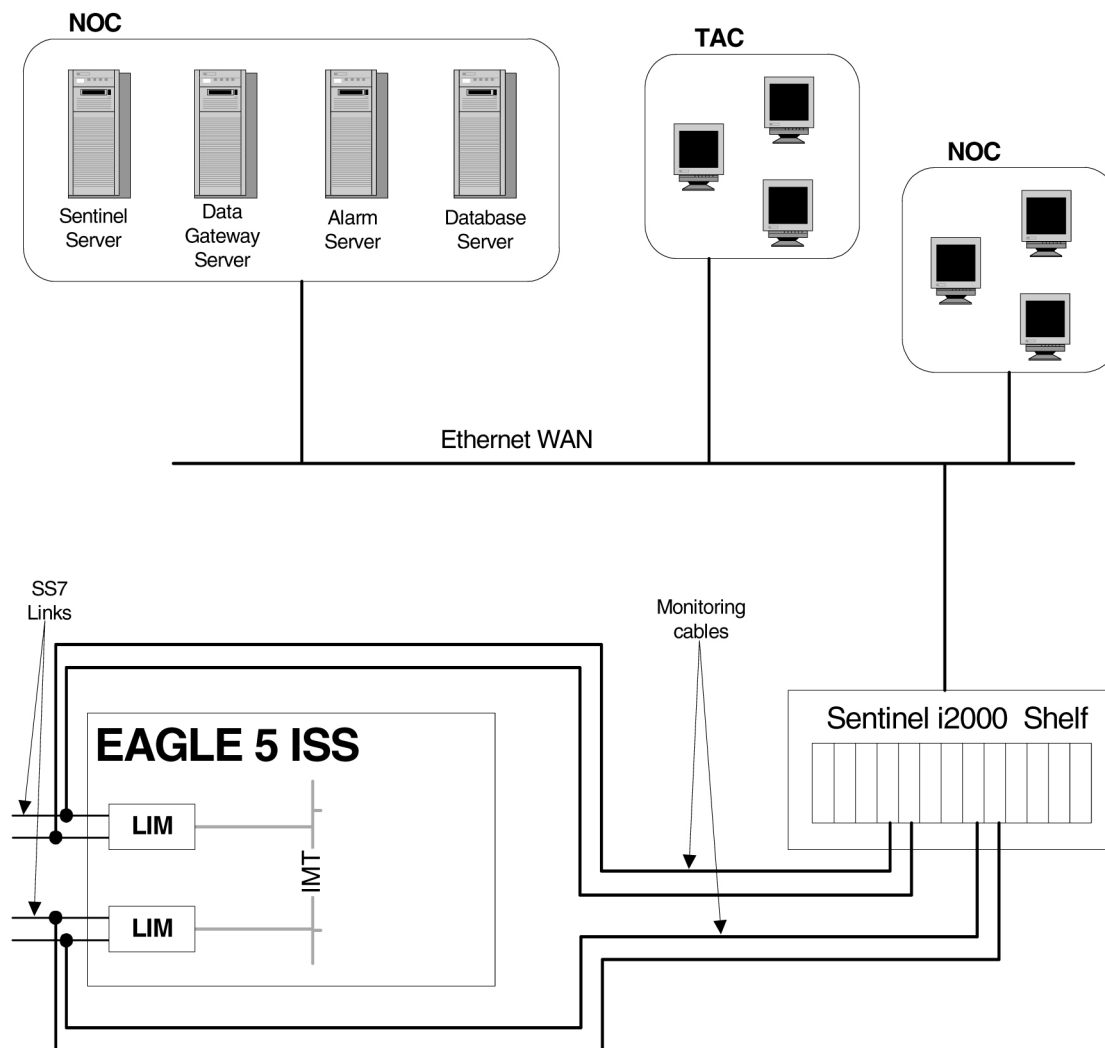 NOC
TAC
NOC
Sentinel
Server
Data
Gateway
Server
Alarm
Server
Database
Server
Ethernet WAN
SS7
Links
Monitoring
cables
Sentinel i2000 Shelf
EAGLE 5 ISS
LIM
IMT
LIM